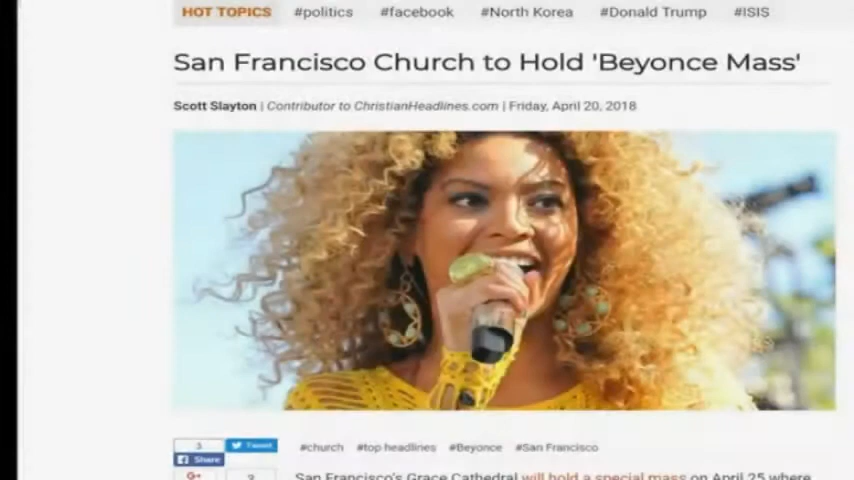 HOT TOPICS #politics #facebook #North Korea #Donald Trump #ISIS
San Francisco Church to Hold 'Beyonce Mass'
Scott Slayton | Contributor to ChristianHeadlines.com | Friday, April 20, 2018
3 Tweet #church #top headlines #Beyonce #San Francisco
Share
G+ 3
San Francisco's Grace Cathedral will hold a special mass on April 25 where